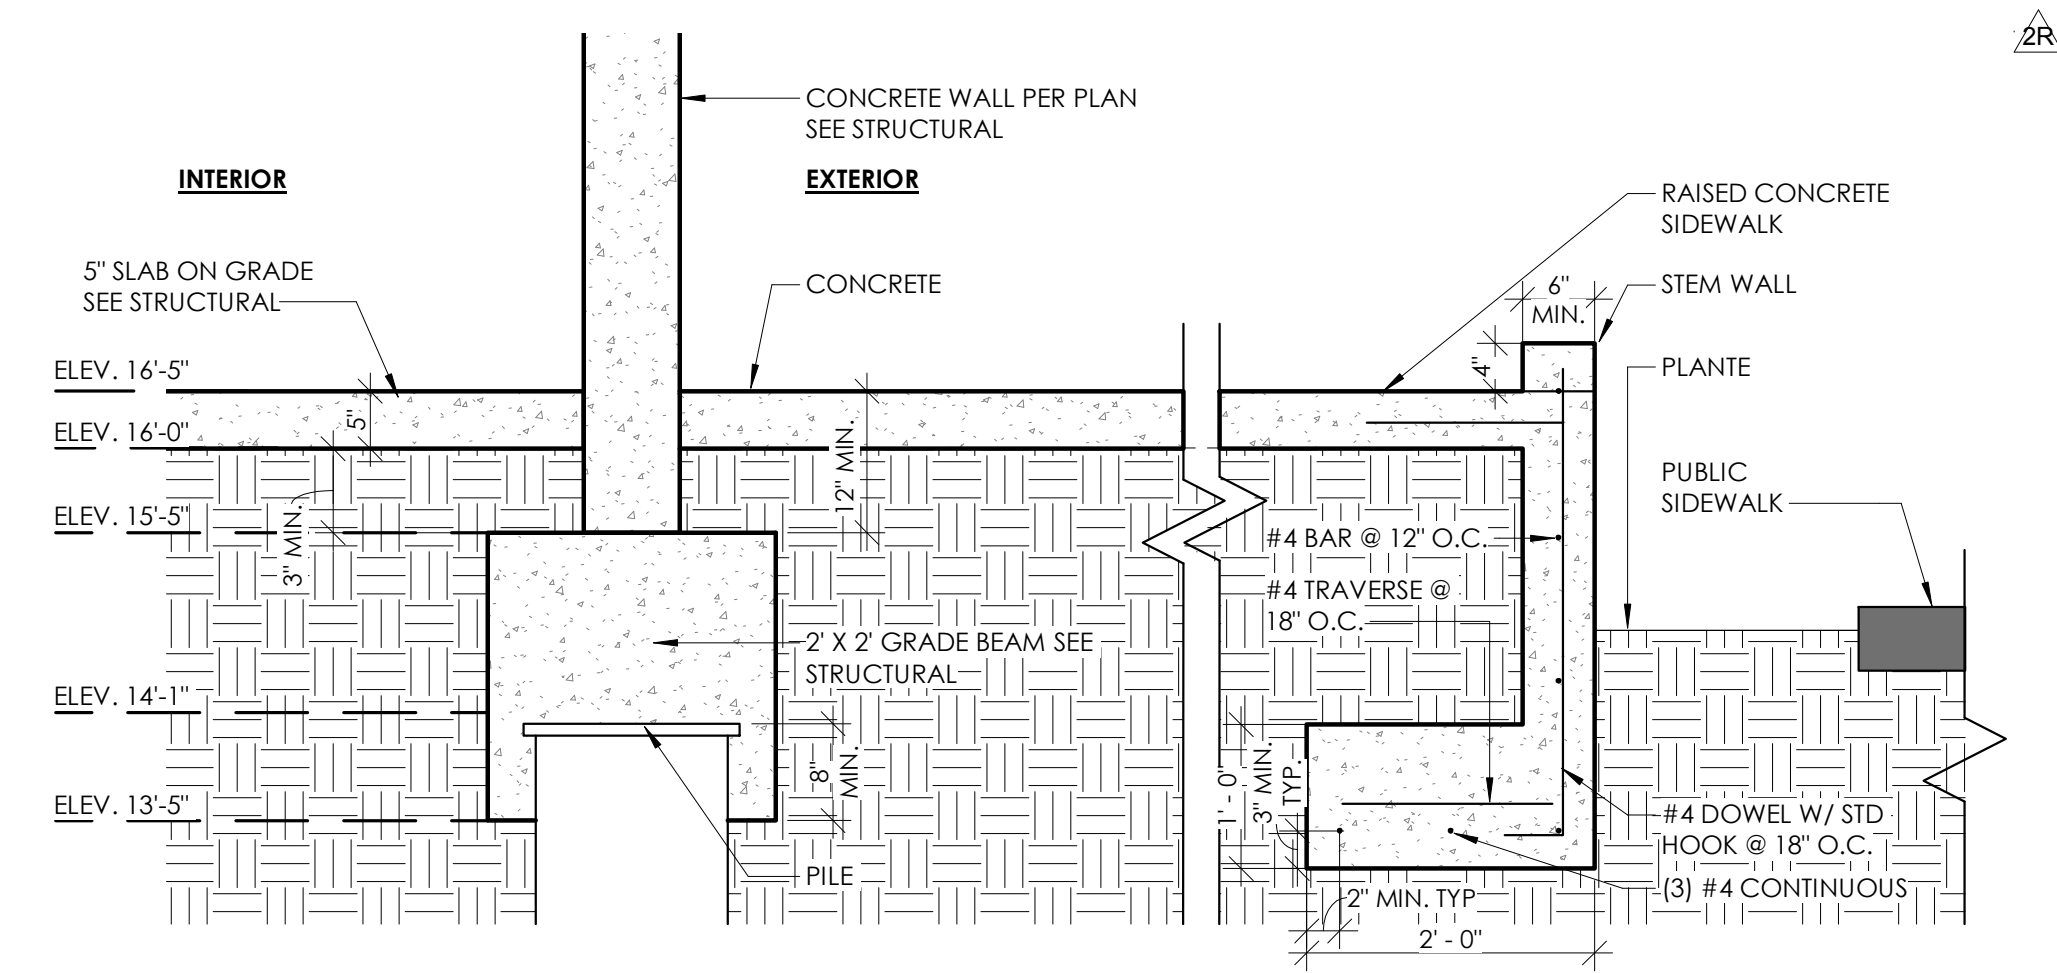 2R
CONCRETE WALL PER PLAN
SEE STRUCTURAL
INTERIOR
EXTERIOR
RAISED CONCRETE
SIDEWALK
5" SLAB ON GRADE
SEE STRUCTURAL
CONCRETE
6"
MIN.
STEM WALL
4"
ELEV. 16'-5"
PLANTE
5"
ELEV. 16'-0"
12" MIN.
PUBLIC
SIDEWALK
3" MIN.
ELEV. 15'-5"
#4 BAR @ 12" O.C.
#4 TRAVERSE @
18" O.C.
2' X 2' GRADE BEAM SEE
STRUCTURAL
ELEV. 14'-1"
8"
MIN.
1' - 0"
3" MIN.
TYP.
ELEV. 13'-5"
#4 DOWEL W/ STD
HOOK @ 18" O.C.
PILE
(3) #4 CONTINUOUS
2" MIN. TYP
2' - 0"